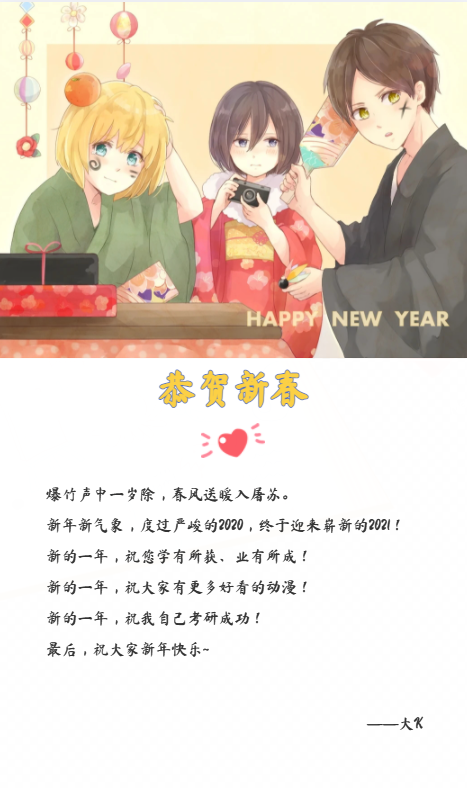 HAPPY NEW YEAR
恭贺新春
爆竹声中一岁除，春风送暖入屠苏。
新年新气象，度过严峻的2020，终于迎来崭新的2021！
新的一年，祝您学有所获、业有所成！
新的一年，祝大家有更多好看的动漫！
新的一年，祝我自己考研成功！
最后，祝大家新年快乐~
——大K